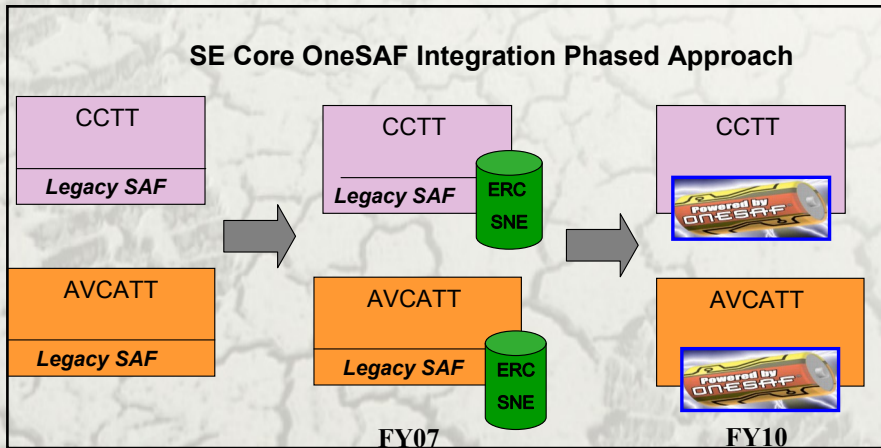 SE Core OneSAF Integration Phased Approach
CCTT
Legacy SAF
CCTT
Legacy SAF
ERC
SNE
CCTT
Powered by
ONESAF
AVCATT
Legacy SAF
AVCATT
Legacy SAF
ERC
SNE
AVCATT
Powered by
ONESAF
FY07
FY10